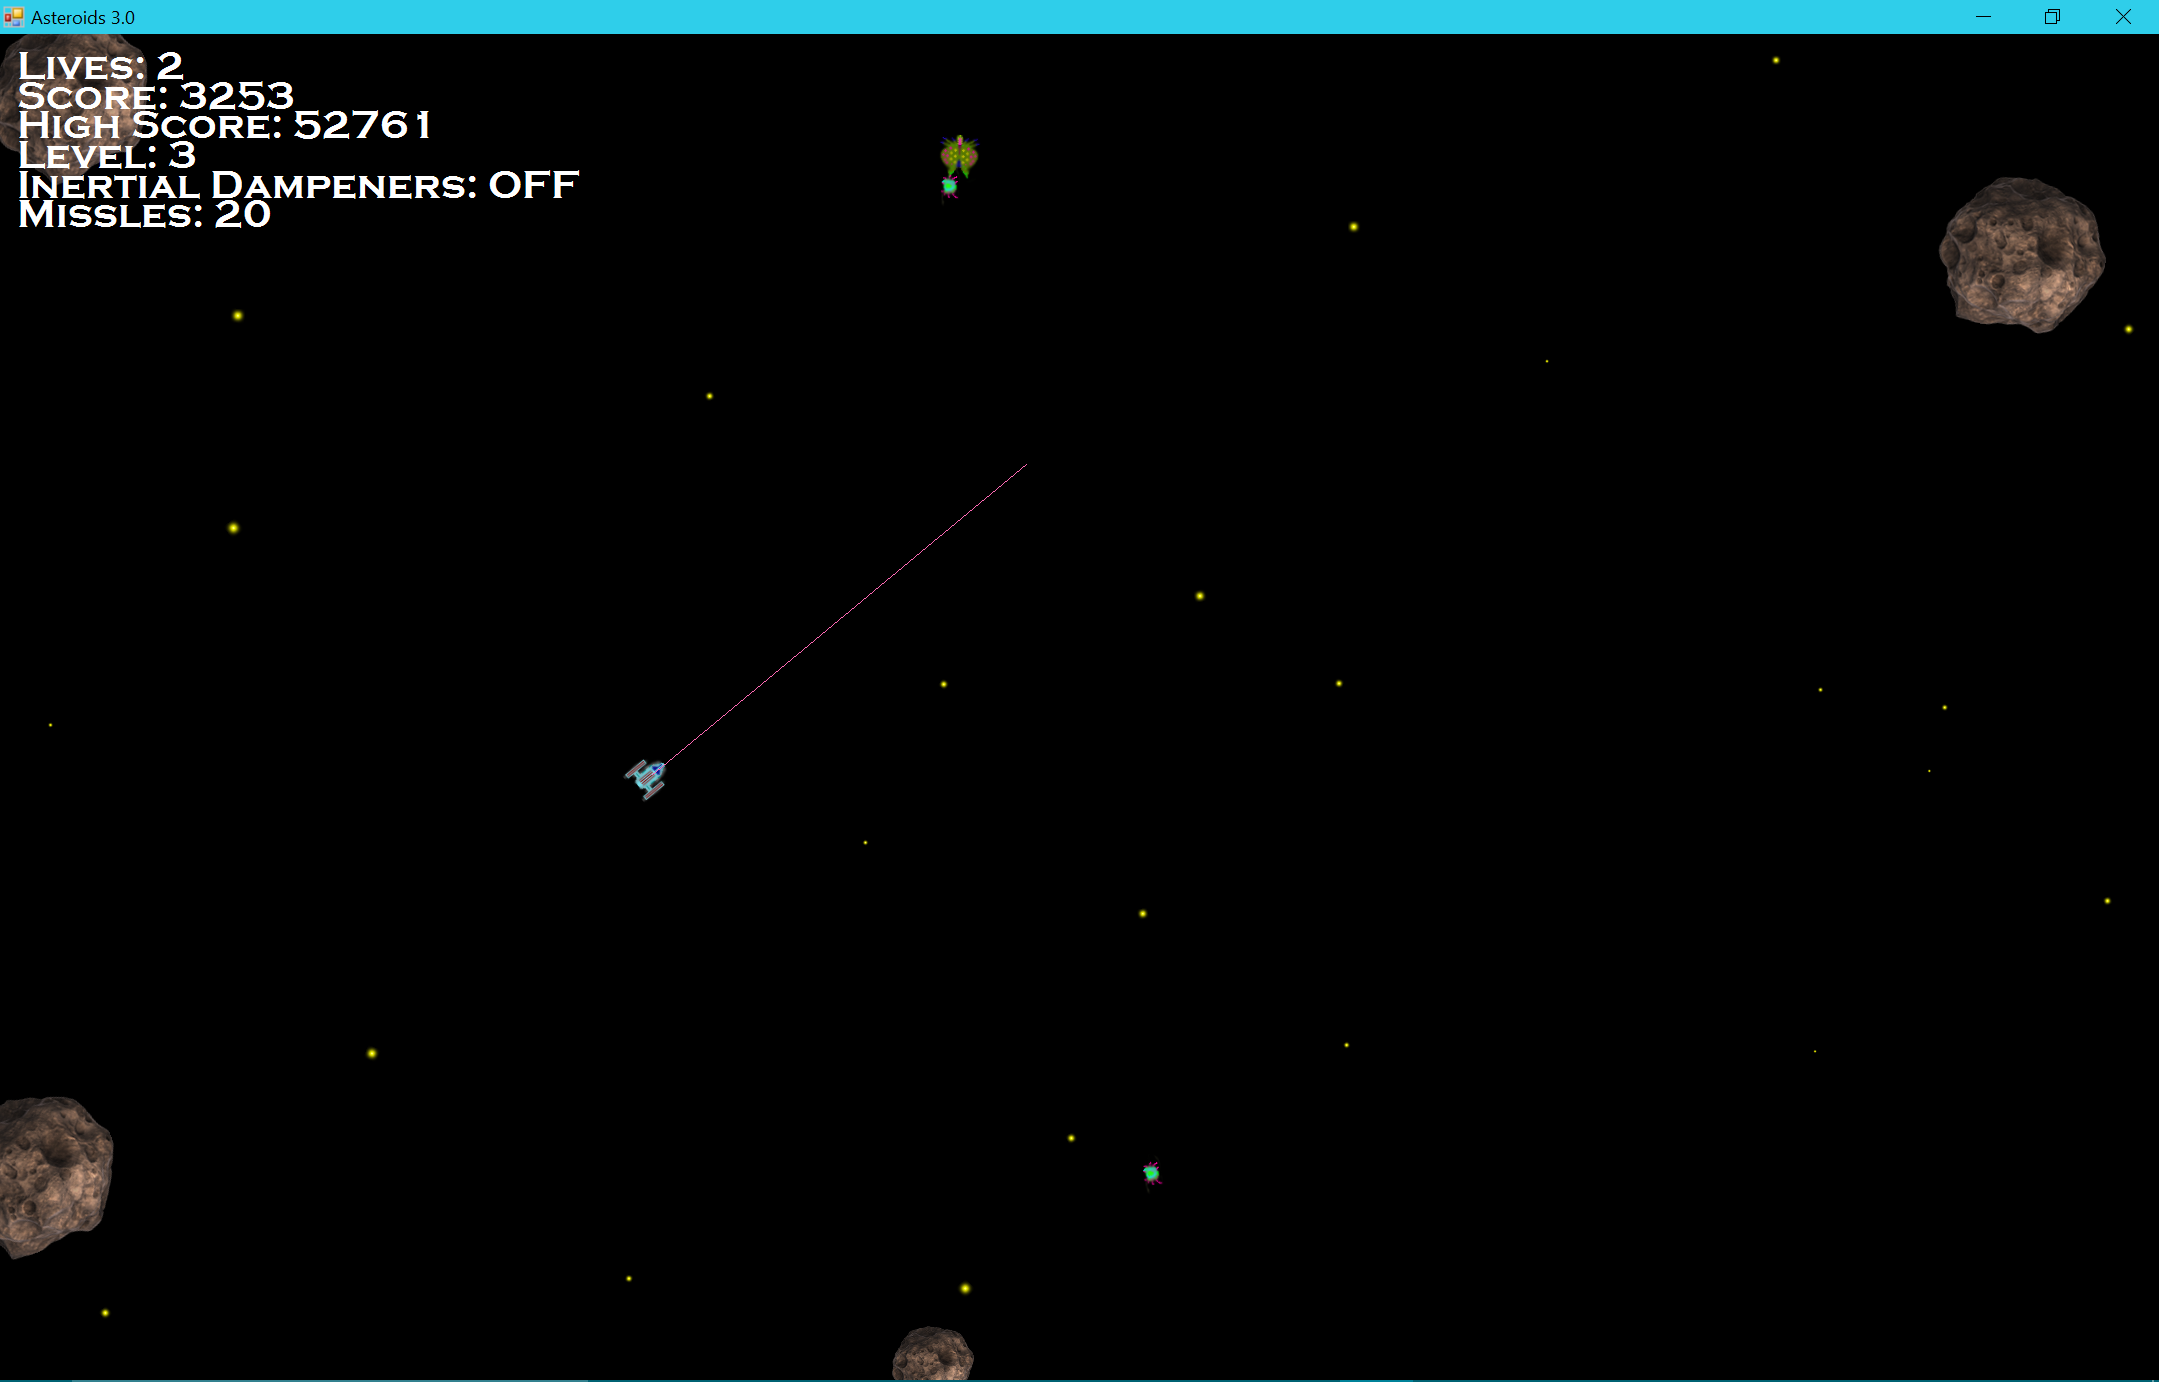 Asteroids 3.0
Lives: 2
Score: 3253
High Score: 52761
Level: 3
Inertial Dampeners: OFF
Missles: 20